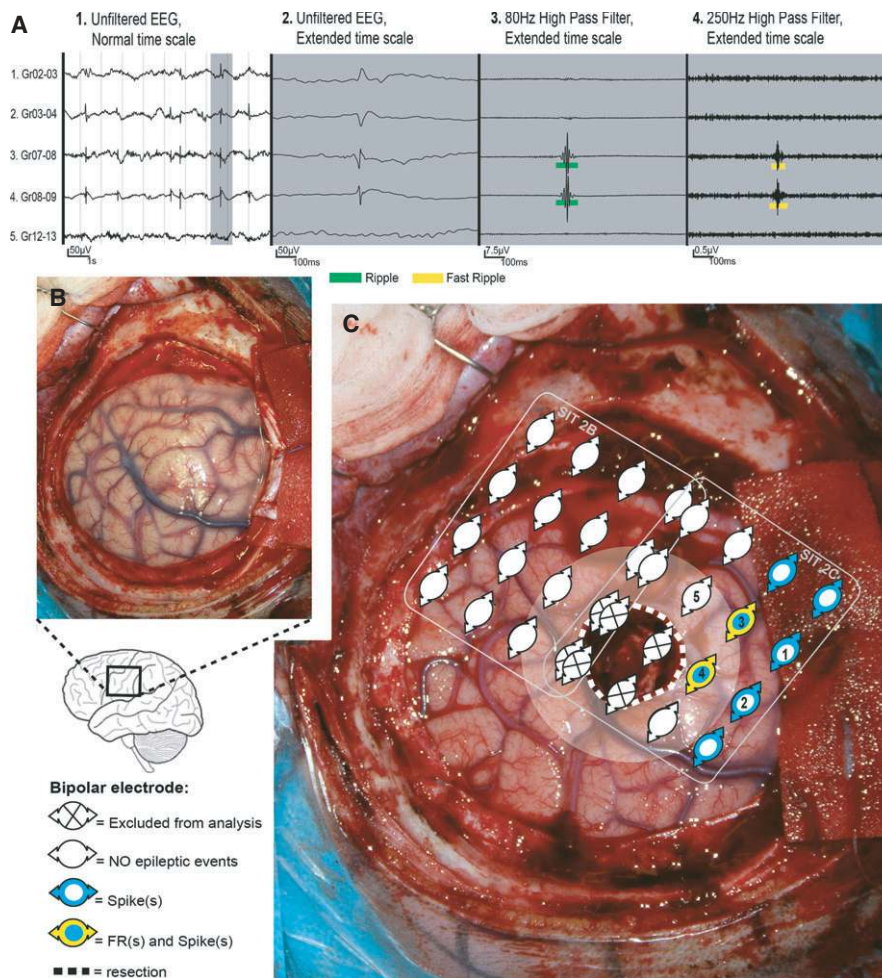 A
1. Unfiltered EEG,
Normal time scale
2. Unfiltered EEG,
Extended time scale
3. 80Hz High Pass Filter,
Extended time scale
4. 250Hz High Pass Filter,
Extended time scale
1. Gr02-03
2. Gr03-04
3. Gr07-08
4. Gr08-09
5. Gr12-13
50µV
1s
50µV
100ms
7.5µV
100ms
0.5µV
100ms
Ripple
Fast Ripple
B
C
SIT 2B
SIT 2C
5
3
1
4
2
Bipolar electrode:
= Excluded from analysis
= NO epileptic events
= Spike(s)
= FR(s) and Spike(s)
= resection